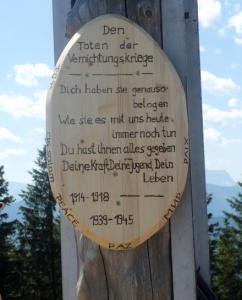 Den
Toten der
Vernichtungskriege
Dich haben sie genauso
belogen
Wie sie es mit uns heute
immer noch tun
Du hast ihnen alles gegeben
Deine Kraft, Deine Jugend, Dein
Leben
1914-1918
1939-1945
PEACE
PAZ
MIR
PAIX